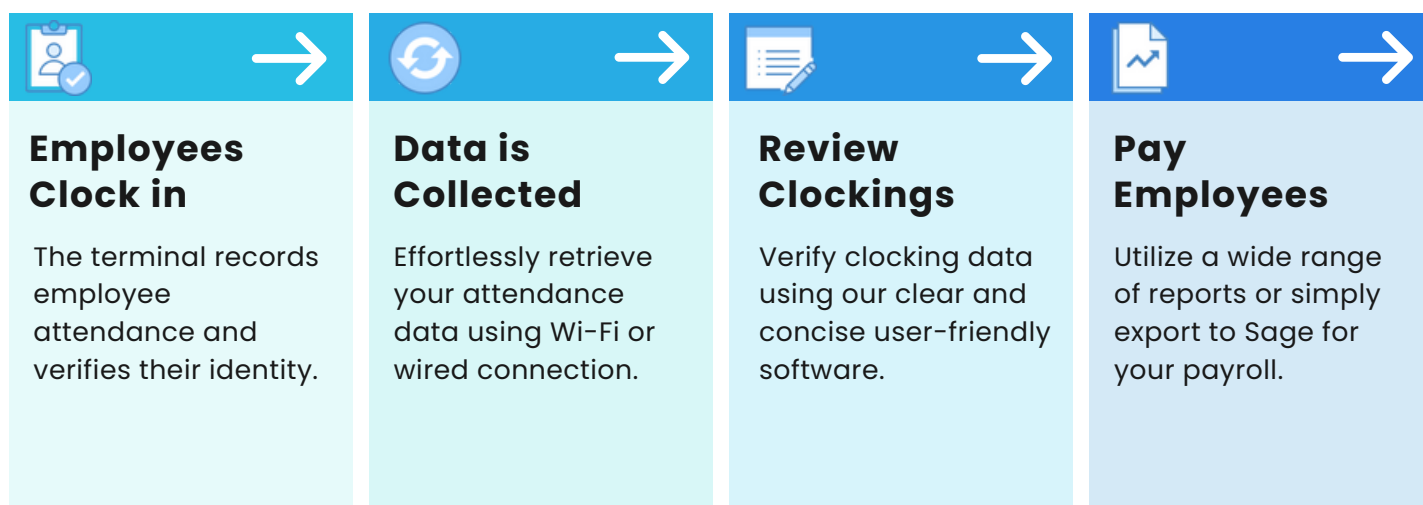 Employees
Clock in
The terminal records
employee
attendance and
verifies their identity.
Data is
Collected
Effortlessly retrieve
your attendance
data using Wi-Fi or
wired connection.
Review
Clockings
Verify clocking data
using our clear and
concise user-friendly
software.
Pay
Employees
Utilize a wide range
of reports or simply
export to Sage for
your payroll.